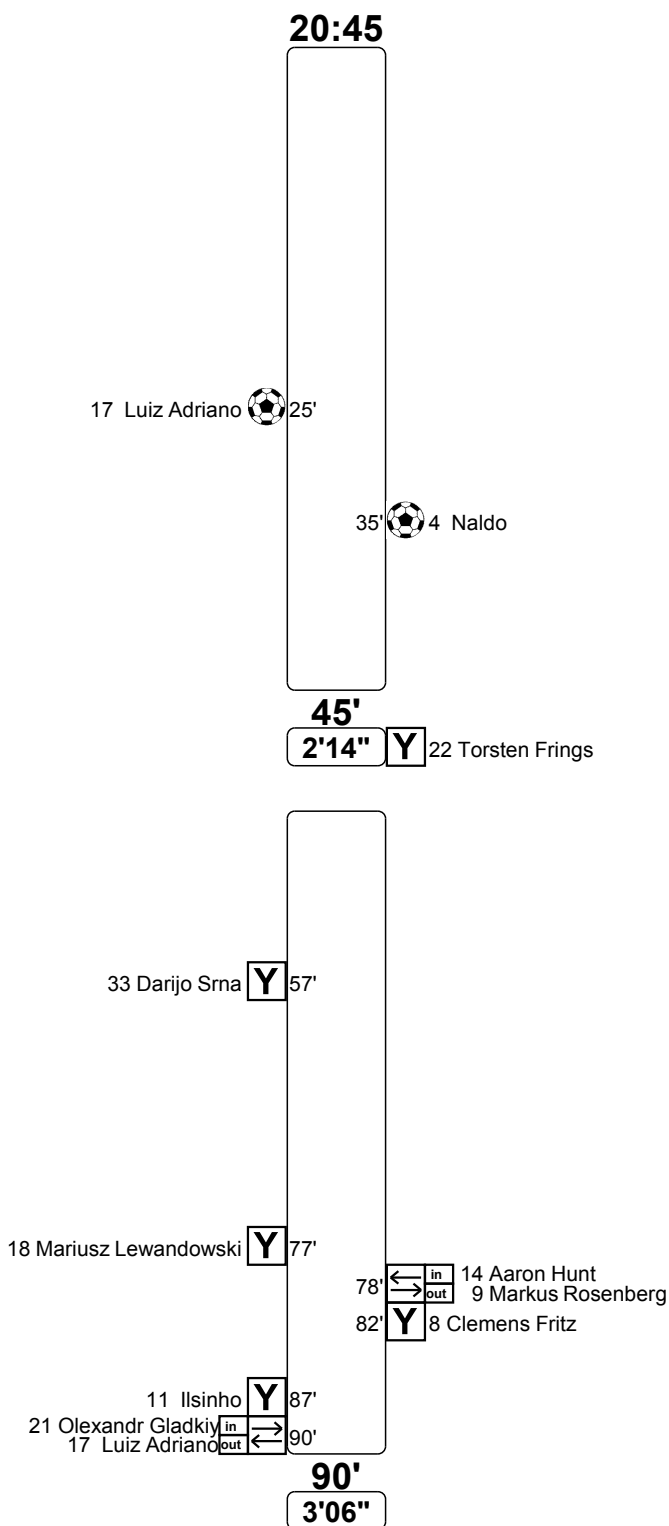 20:45
17 Luiz Adriano 25'
35' 4 Naldo
45'
2'14" Y 22 Torsten Frings
33 Darijo Srna Y 57'
18 Mariusz Lewandowski Y 77'
in 14 Aaron Hunt
78'
out 9 Markus Rosenberg
82' Y 8 Clemens Fritz
11 Ilsinho Y 87'
21 Olexandr Gladkiy in
17 Luiz Adriano out 90'
90'
3'06"